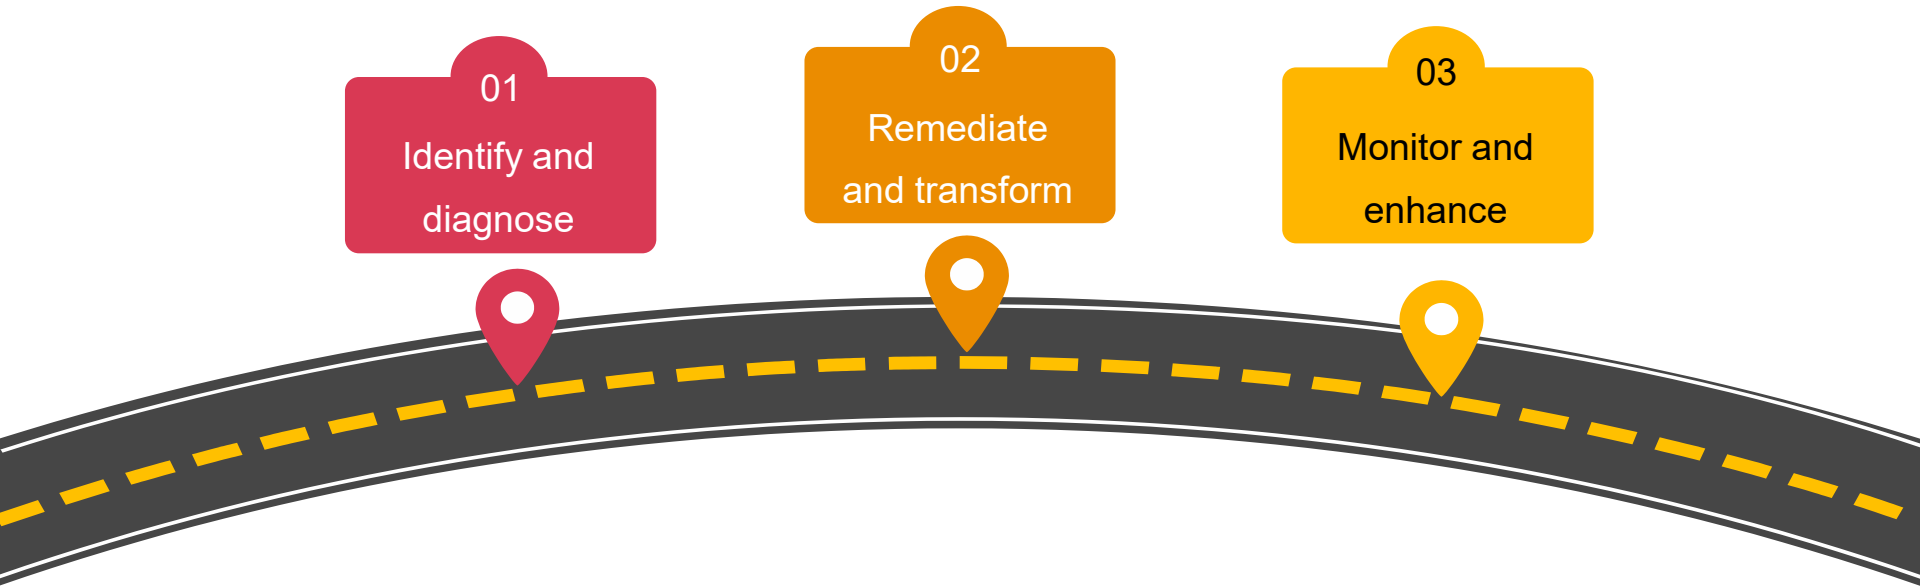 01
Identify and
diagnose
02
Remediate
and transform
03
Monitor and
enhance